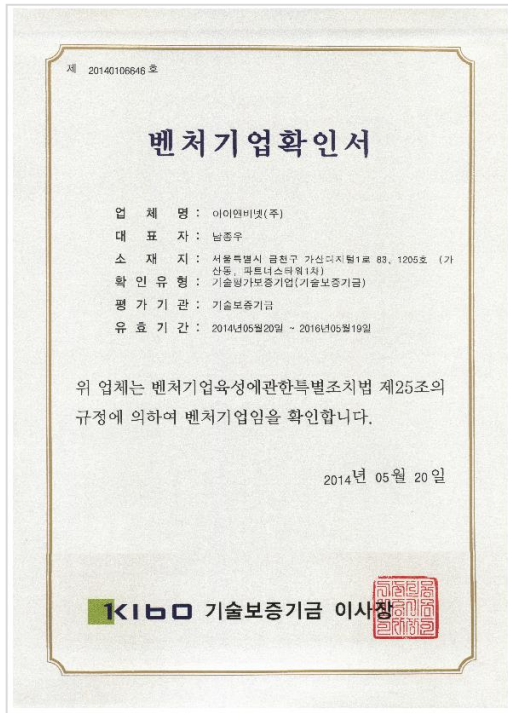 제 20140106646 호
벤처기업확인서
업 체 명 : 이이앤비넷(주)
대 표 자 : 남종우
소 재 지 : 서울특별시 금천구 가산디지털1로 83, 1205호 (가
산동, 파트너스타워1차)
확 인 유 형 : 기술평가보증기업(기술보증기금)
평 가 기 관 : 기술보증기금
유 효 기 간 : 2014년05월20일 ~ 2016년05월19일
위 업체는 벤처기업육성에관한특별조치법 제25조의
규정에 의하여 벤처기업임을 확인합니다.
2014년 05월 20일
KIBO 기술보증기금 이사장